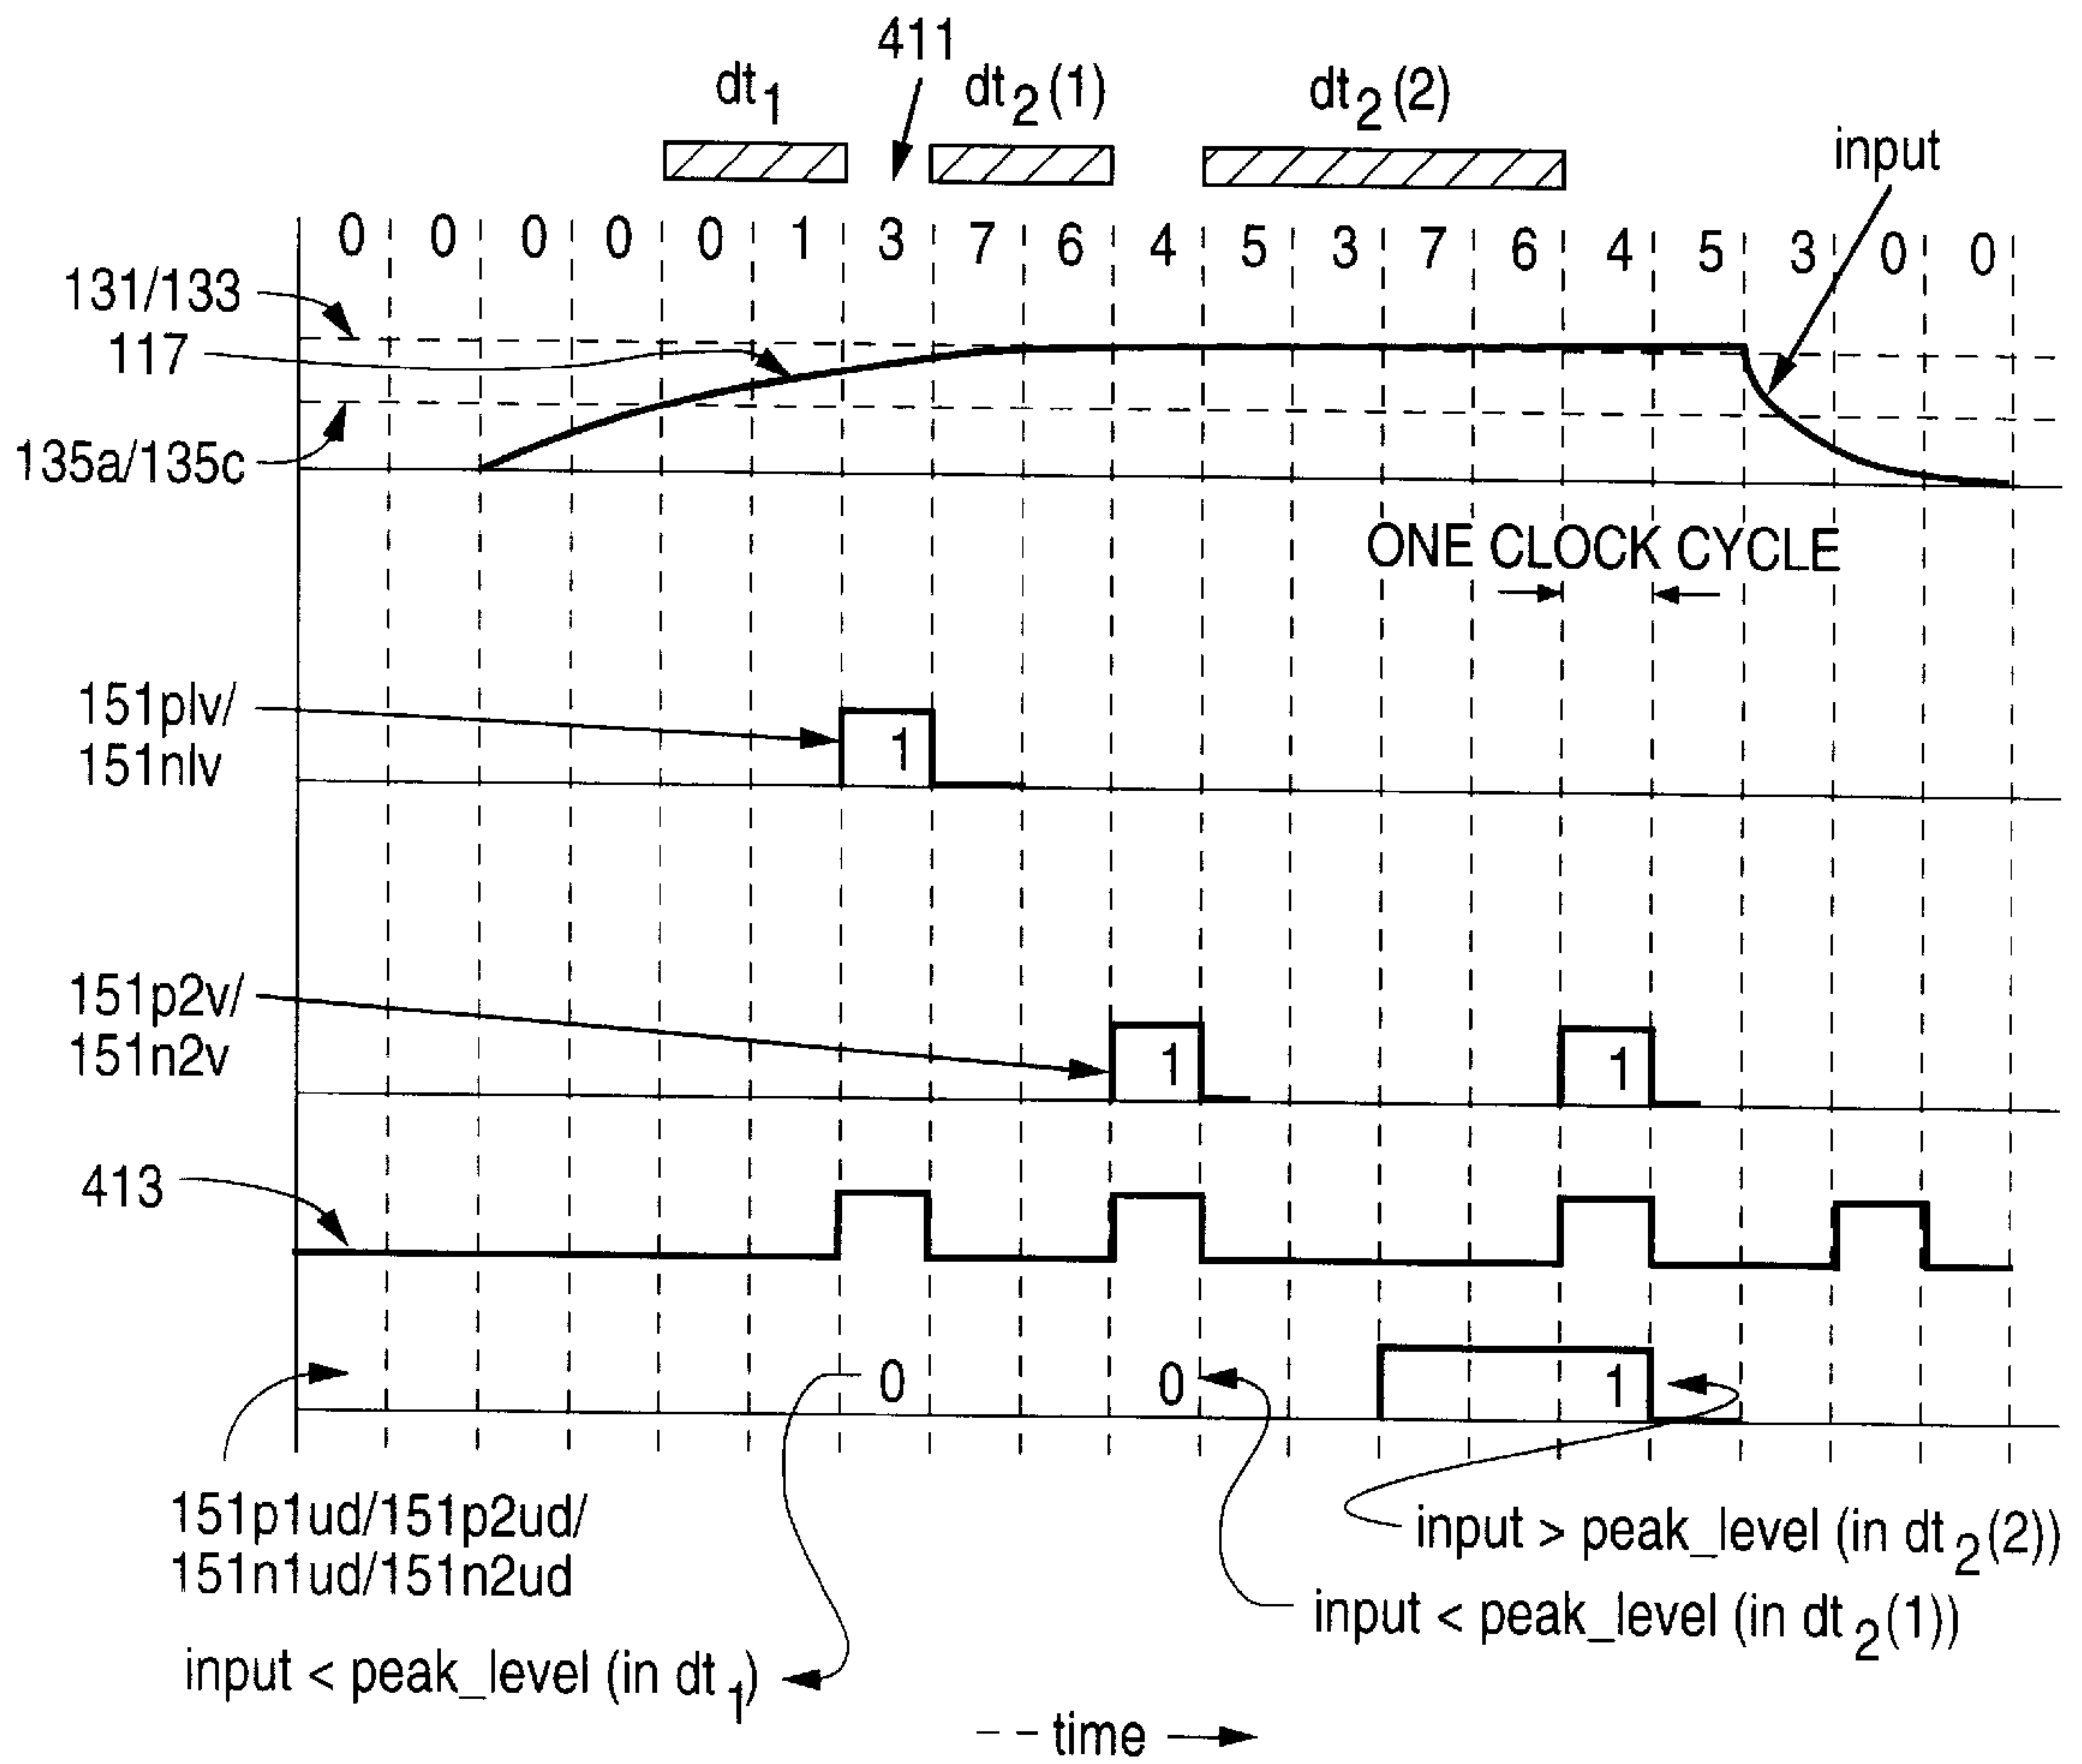 411
dt1 dt2(1) dt2(2)
input
0 0 0 0 0 1 3 7 6 4 5 3 7 6 4 5 3 0 0
131/133
117
135a/135c
ONE CLOCK CYCLE
151plv/
151nlv
1
151p2v/
151n2v
1 1
413
0 0 1
151p1ud/151p2ud/
151n1ud/151n2ud
input > peak_level (in dt2(2))
input < peak_level (in dt2(1))
input < peak_level (in dt1)
time